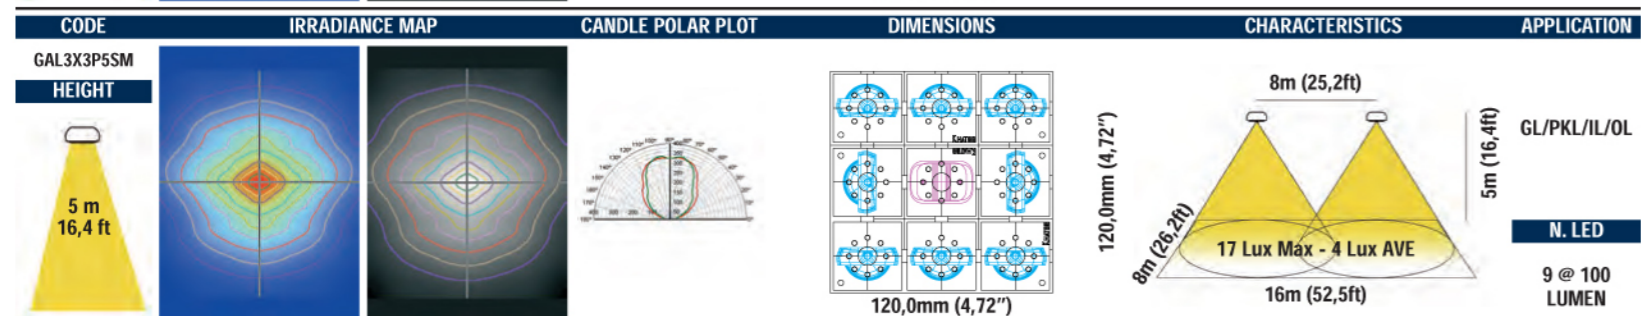 CODE
IRRADIANCE MAP
CANDLE POLAR PLOT
DIMENSIONS
CHARACTERISTICS
APPLICATION
GAL3X3P5SM
HEIGHT
5 m
16,4 ft
120,0mm (4,72”)
120,0mm (4,72”)
8m (25,2ft)
5m (16,4ft)
8m (26,2ft)
17 Lux Max - 4 Lux AVE
16m (52,5ft)
GL/PKL/IL/OL
N. LED
9 @ 100
LUMEN